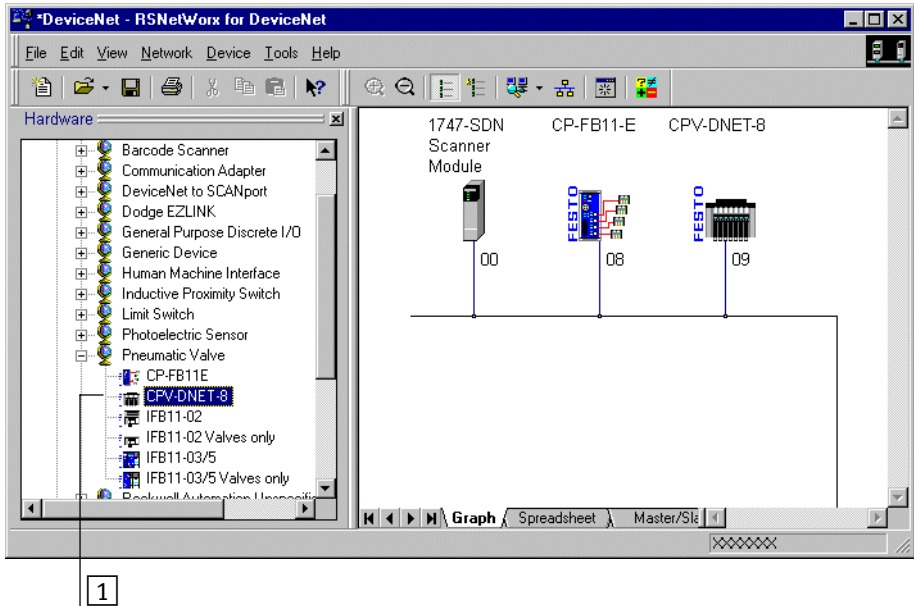 *DeviceNet - RSNetWorx for DeviceNet
File Edit View Network Device Tools Help
Hardware
Barcode Scanner
Communication Adapter
DeviceNet to SCANport
Dodge EZLINK
General Purpose Discrete I/O
Generic Device
Human Machine Interface
Inductive Proximity Switch
Limit Switch
Photoelectric Sensor
Pneumatic Valve
CP-FB11E
CPV-DNET-8
IFB11-02
IFB11-02 Valves only
IFB11-03/5
IFB11-03/5 Valves only
1747-SDN
Scanner
Module
CP-FB11-E
CPV-DNET-8
FESTO
FESTO
00
08
09
Graph
Spreadsheet
Master/Sla
XXXXXXX
1